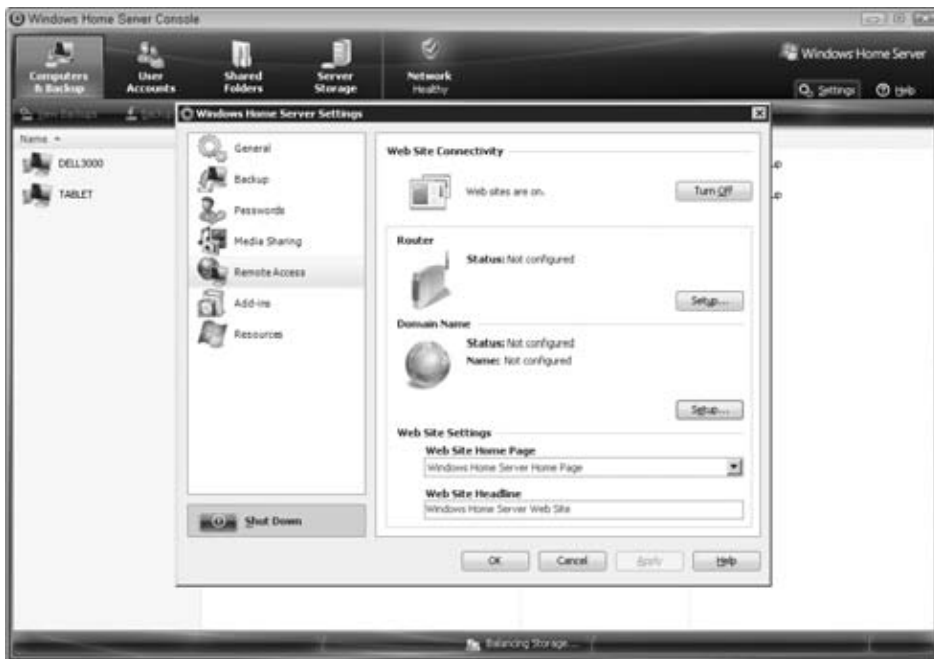 Windows Home Server Console
Computers & Backup
User Accounts
Shared Folders
Server Storage
Network Healthy
Windows Home Server
Settings
Help
Windows Home Server Settings
Name
DELL3000
TABLET
General
Backup
Passwords
Media Sharing
Remote Access
Add-ins
Resources
Shut Down
Web Site Connectivity
Web sites are on.
Turn Off
Router
Status: Not configured
Setup...
Domain Name
Status: Not configured
Name: Not configured
Setup...
Web Site Settings
Web Site Home Page
Windows Home Server Home Page
Web Site Headline
Windows Home Server Web Site
OK
Cancel
Apply
Help
Balancing Storage...